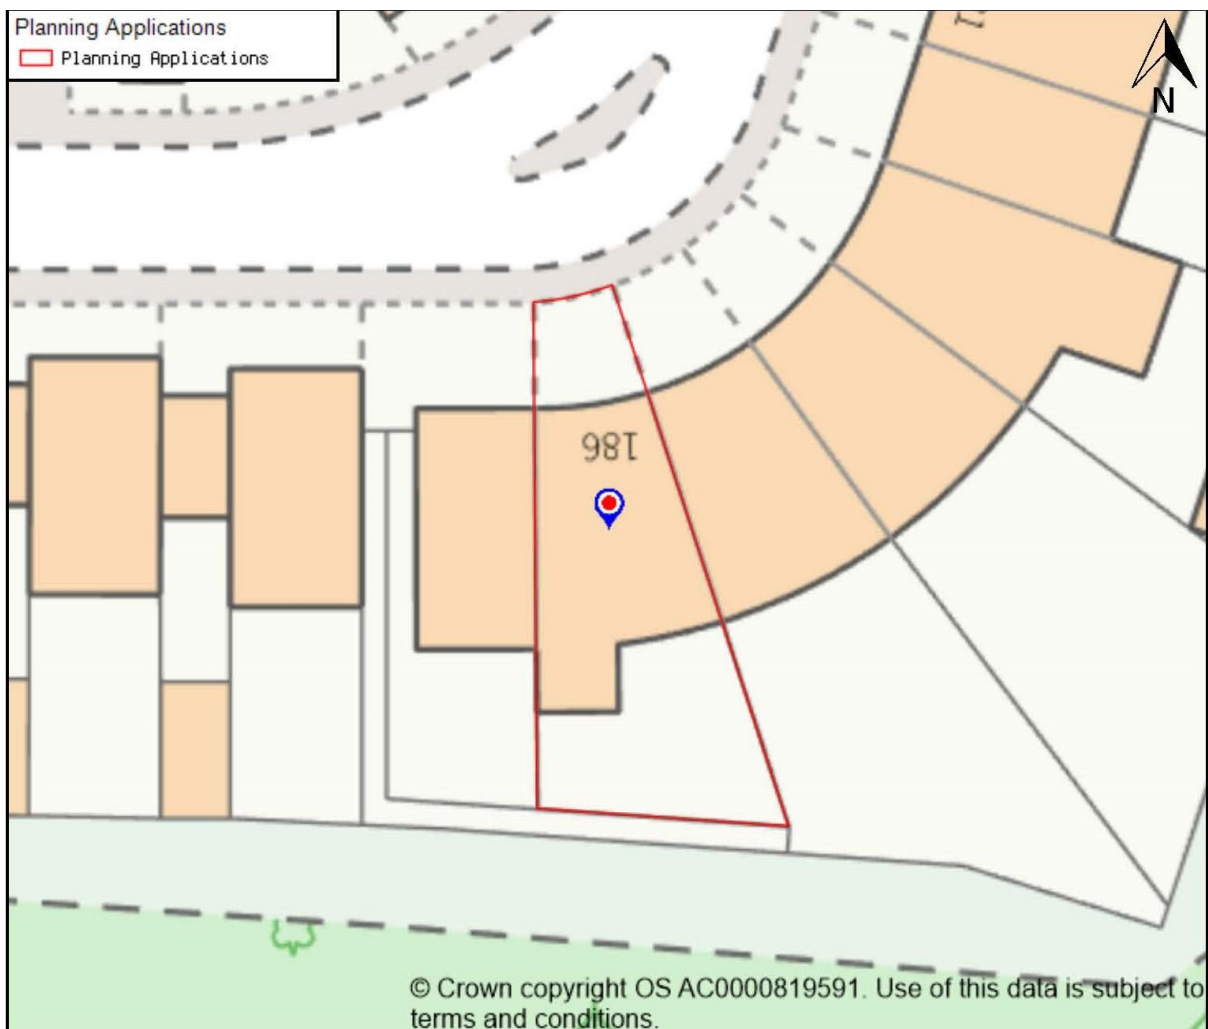 Planning Applications
Planning Applications
N
186
© Crown copyright OS AC0000819591. Use of this data is subject to
terms and conditions.